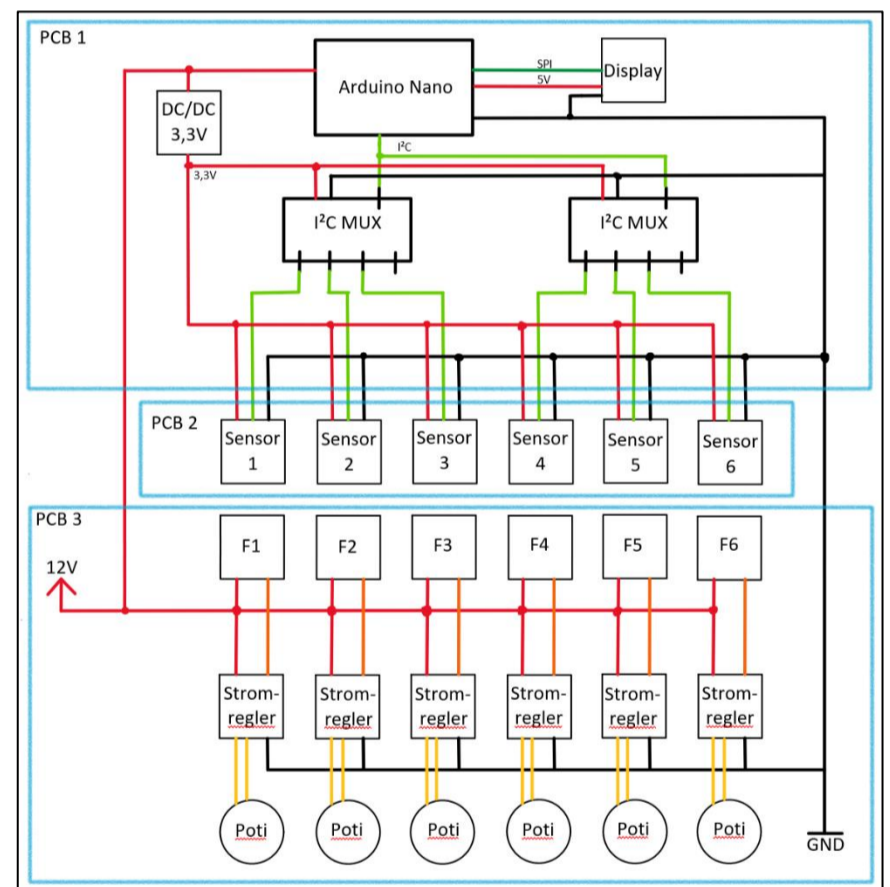 PCB 1
Arduino Nano
SPI
5V
Display
DC/DC
3,3V
I²C
3,3V
I²C MUX
I²C MUX
PCB 2
Sensor
1
Sensor
2
Sensor
3
Sensor
4
Sensor
5
Sensor
6
PCB 3
F1
F2
F3
F4
F5
F6
12V
Strom-
regler
Strom-
regler
Strom-
regler
Strom-
regler
Strom-
regler
Strom-
regler
Poti
Poti
Poti
Poti
Poti
Poti
GND